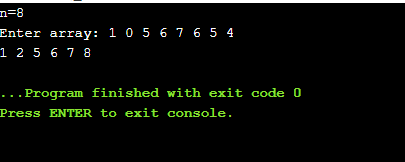 n=8
Enter array: 1 0 5 6 7 6 5 4
1 2 5 6 7 8
...Program finished with exit code 0
Press ENTER to exit console.